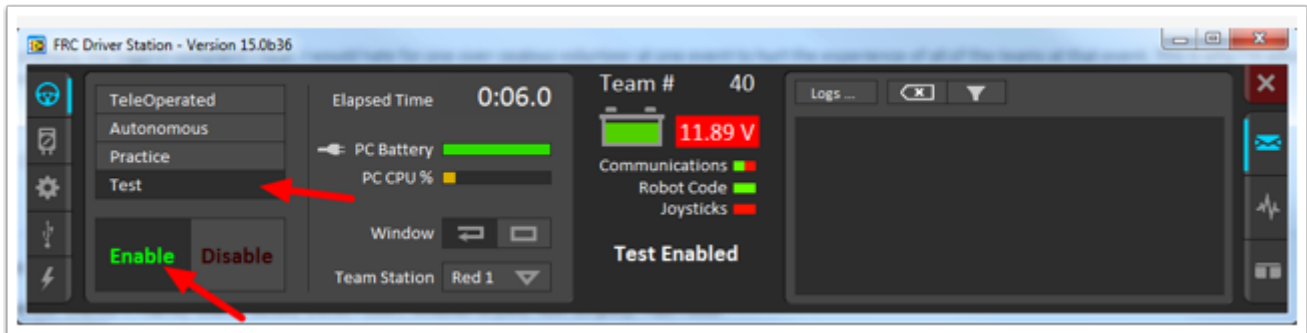 FRC Driver Station - Version 15.0b36
TeleOperated
Autonomous
Practice
Test
Enable Disable
Elapsed Time 0:06.0
PC Battery
PC CPU %
Window
Team Station Red 1
Team # 40
11.89 V
Communications
Robot Code
Joysticks
Test Enabled
Logs ...